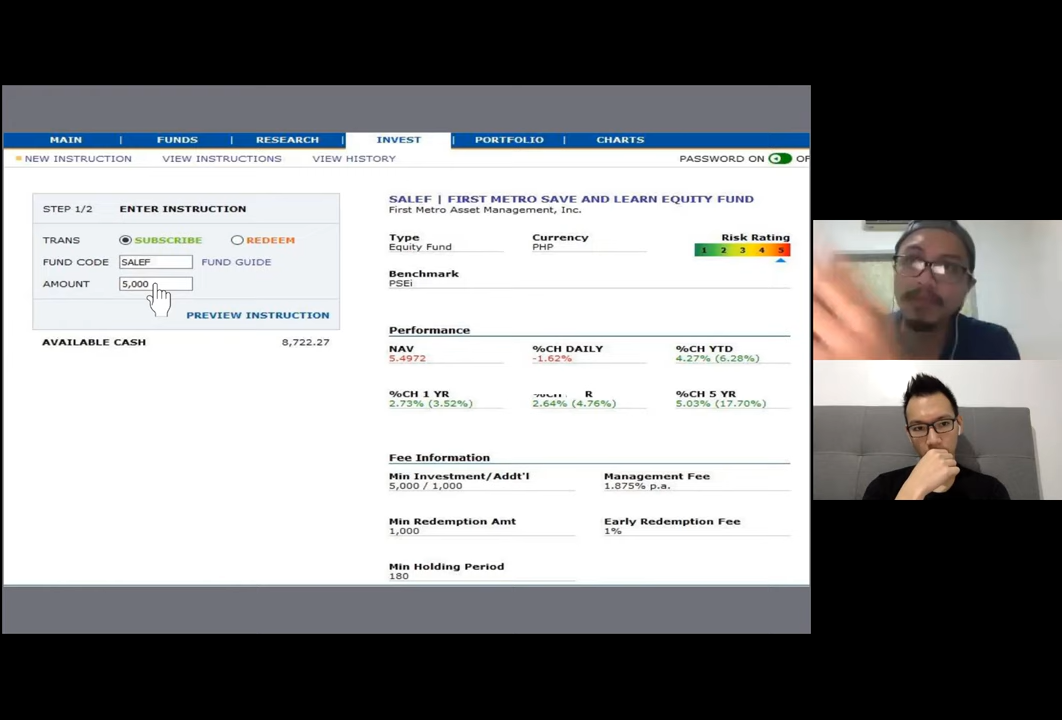 MAIN | FUNDS | RESEARCH | INVEST | PORTFOLIO | CHARTS
NEW INSTRUCTION VIEW INSTRUCTIONS VIEW HISTORY PASSWORD ON OF
STEP 1/2 ENTER INSTRUCTION
TRANS SUBSCRIBE REDEEM
FUND CODE SALEF FUND GUIDE
AMOUNT 5,000
PREVIEW INSTRUCTION
AVAILABLE CASH 8,722.27
SALEF | FIRST METRO SAVE AND LEARN EQUITY FUND
First Metro Asset Management, Inc.
Type Currency Risk Rating
Equity Fund PHP 1 2 3 4 5
Benchmark
PSEi
Performance
NAV %CH DAILY %CH YTD
5.4972 -1.62% 4.27% (6.28%)
%CH 1 YR R %CH 5 YR
2.73% (3.52%) 2.64% (4.76%) 5.03% (17.70%)
Fee Information
Min Investment/Addt'l Management Fee
5,000 / 1,000 1.875% p.a.
Min Redemption Amt Early Redemption Fee
1,000 1%
Min Holding Period
180